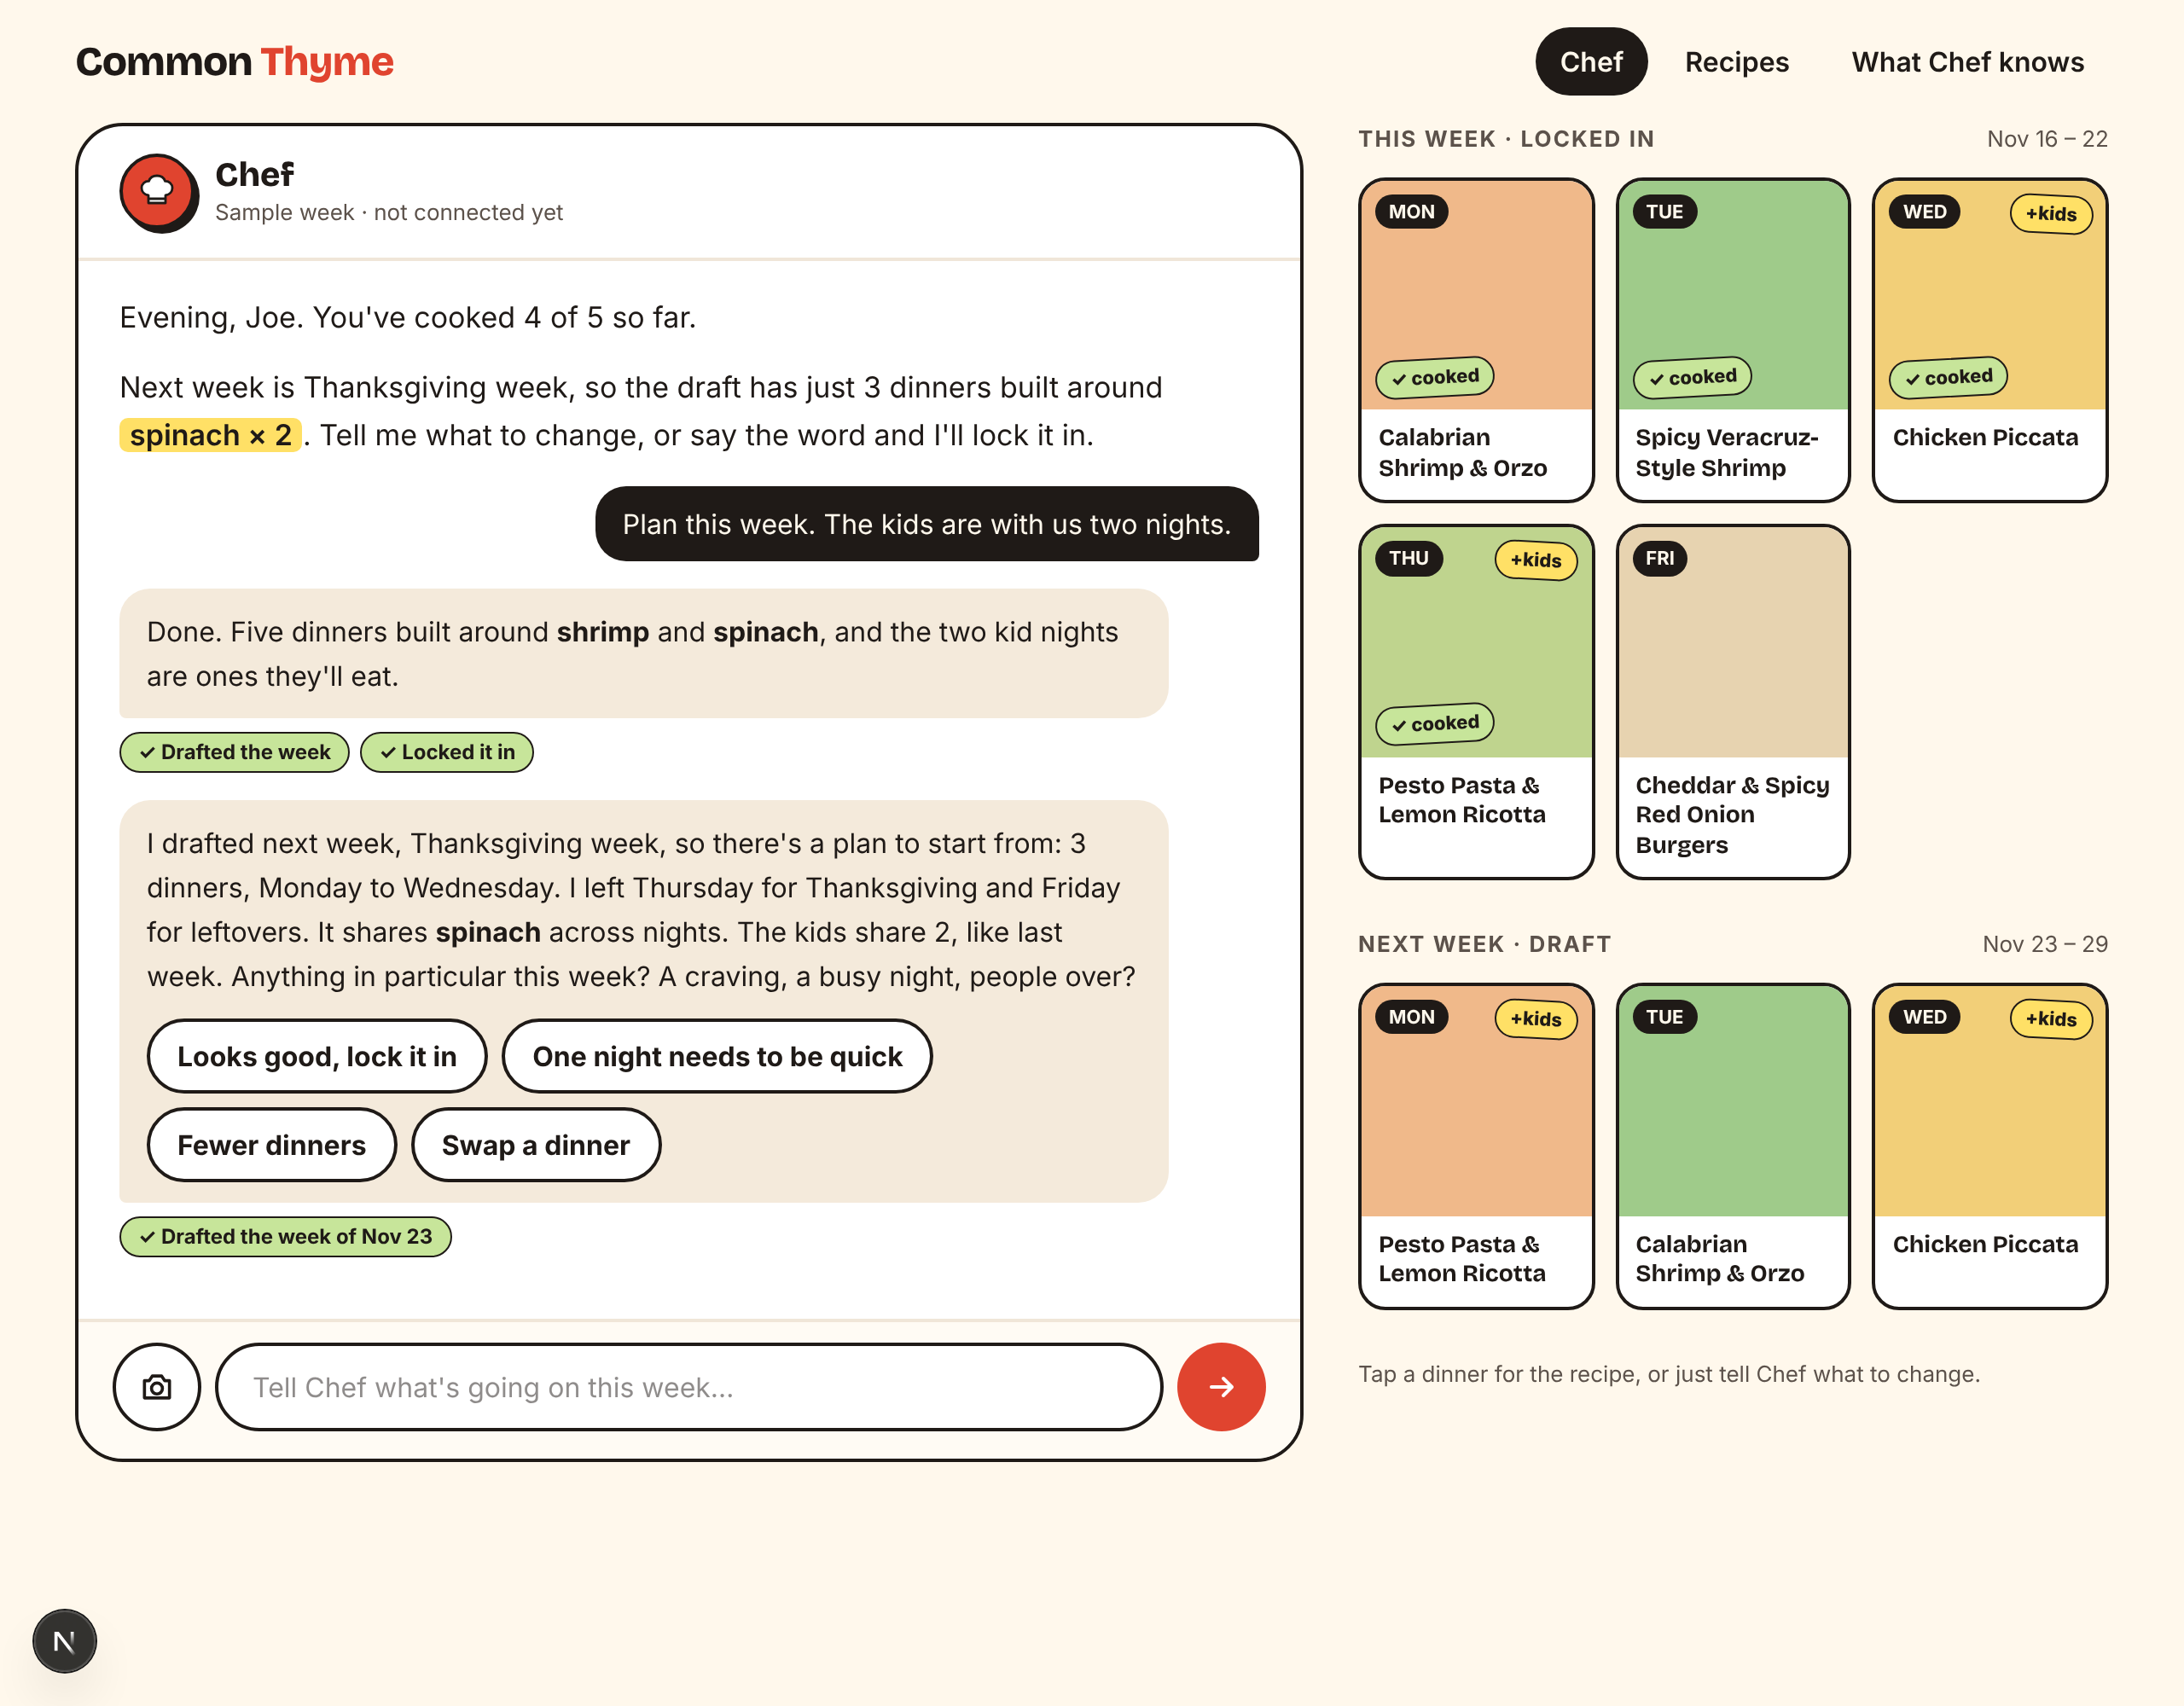 Common Thyme
Chef
Recipes
What Chef knows
Chef
Sample week · not connected yet
Evening, Joe. You've cooked 4 of 5 so far.
Next week is Thanksgiving week, so the draft has just 3 dinners built around
spinach × 2. Tell me what to change, or say the word and I'll lock it in.
Plan this week. The kids are with us two nights.
Done. Five dinners built around shrimp and spinach, and the two kid nights
are ones they'll eat.
✓ Drafted the week
✓ Locked it in
I drafted next week, Thanksgiving week, so there's a plan to start from: 3
dinners, Monday to Wednesday. I left Thursday for Thanksgiving and Friday
for leftovers. It shares spinach across nights. The kids share 2, like last
week. Anything in particular this week? A craving, a busy night, people over?
Looks good, lock it in
One night needs to be quick
Fewer dinners
Swap a dinner
✓ Drafted the week of Nov 23
Tell Chef what's going on this week...
THIS WEEK · LOCKED IN
Nov 16 – 22
MON
✓ cooked
Calabrian
Shrimp & Orzo
TUE
✓ cooked
Spicy Veracruz-
Style Shrimp
WED
+kids
✓ cooked
Chicken Piccata
THU
+kids
✓ cooked
Pesto Pasta &
Lemon Ricotta
FRI
Cheddar & Spicy
Red Onion
Burgers
NEXT WEEK · DRAFT
Nov 23 – 29
MON
+kids
Pesto Pasta &
Lemon Ricotta
TUE
Calabrian
Shrimp & Orzo
WED
+kids
Chicken Piccata
Tap a dinner for the recipe, or just tell Chef what to change.
N